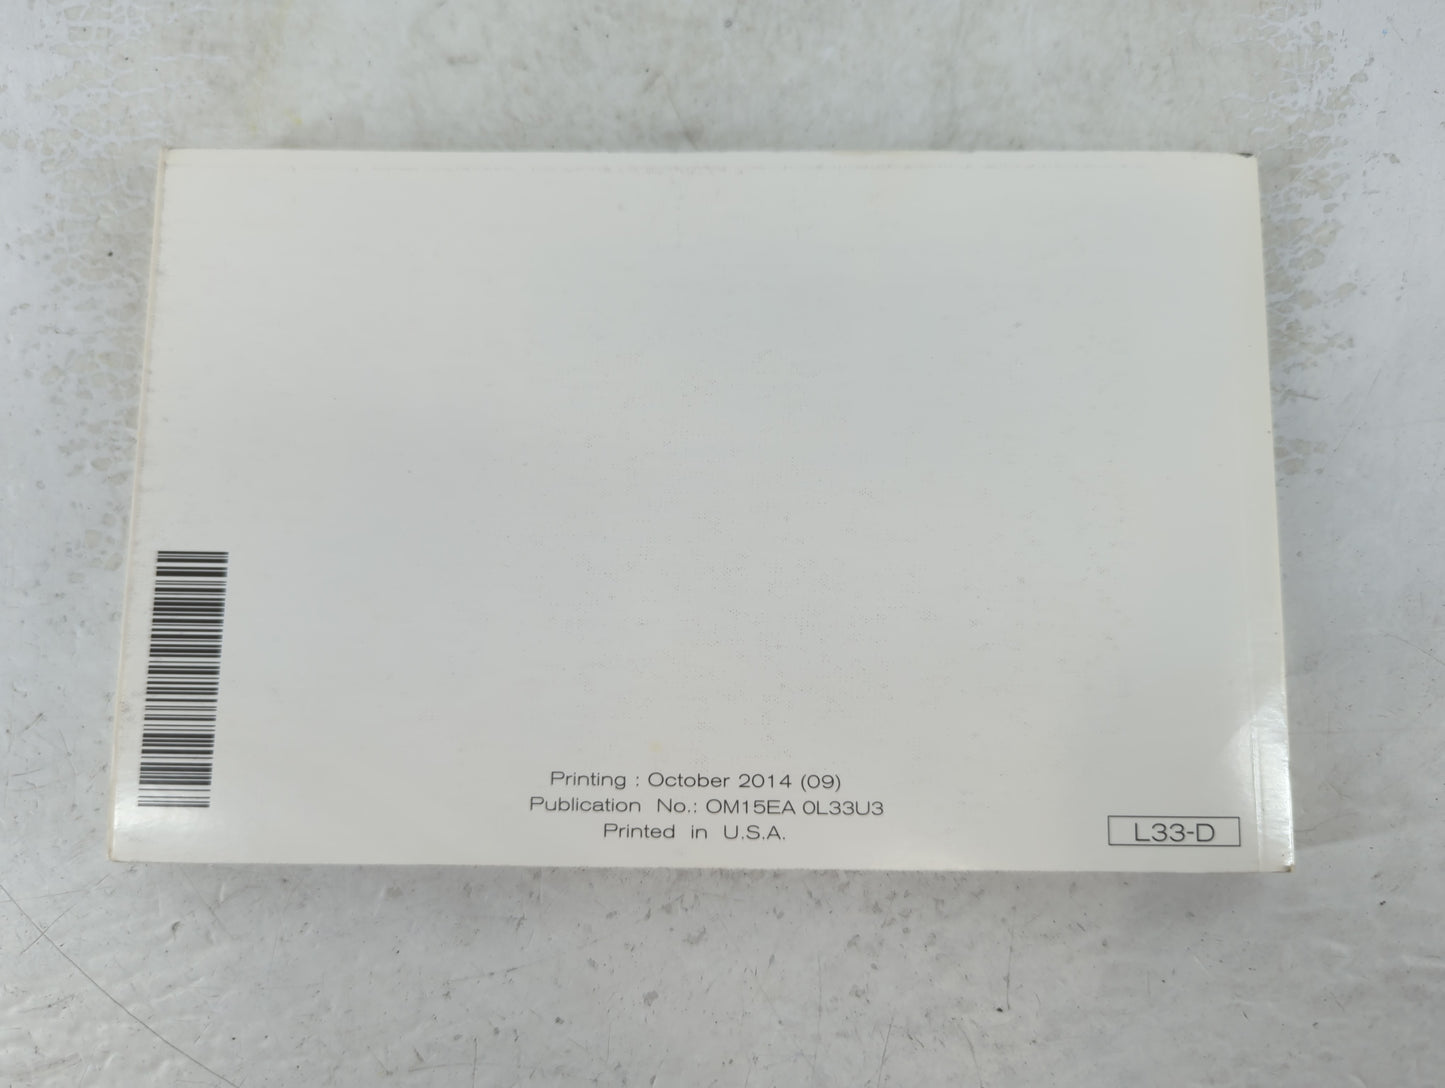 Printing : October 2014 (09)
Publication No.: OM15EA 0L33U3
Printed in U.S.A.
L33-D